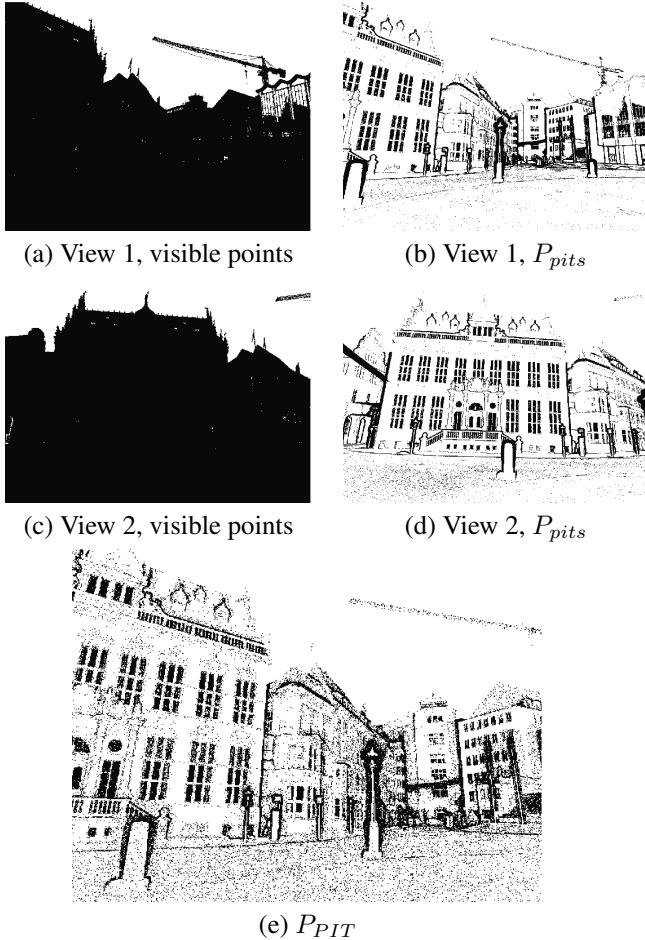 (a) View 1, visible points
(b) View 1, P_{pits}
(c) View 2, visible points
(d) View 2, P_{pits}
(e) P_{PIT}